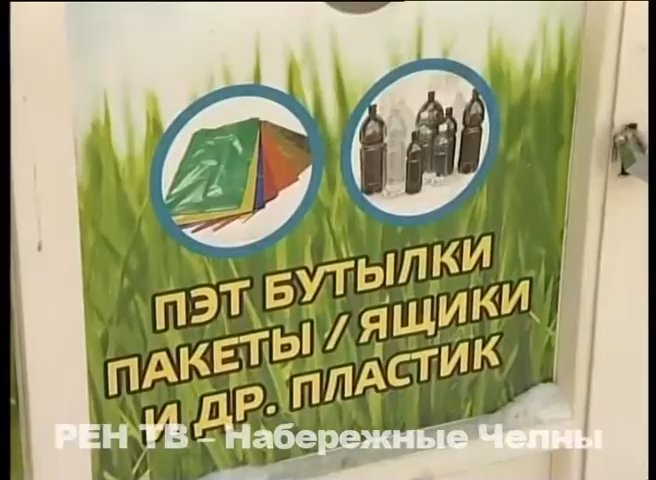 ПЭТ БУТЫЛКИ
ПАКЕТЫ / ЯЩИКИ
И ДР. ПЛАСТИК
РЕН ТВ - Набережные Челны